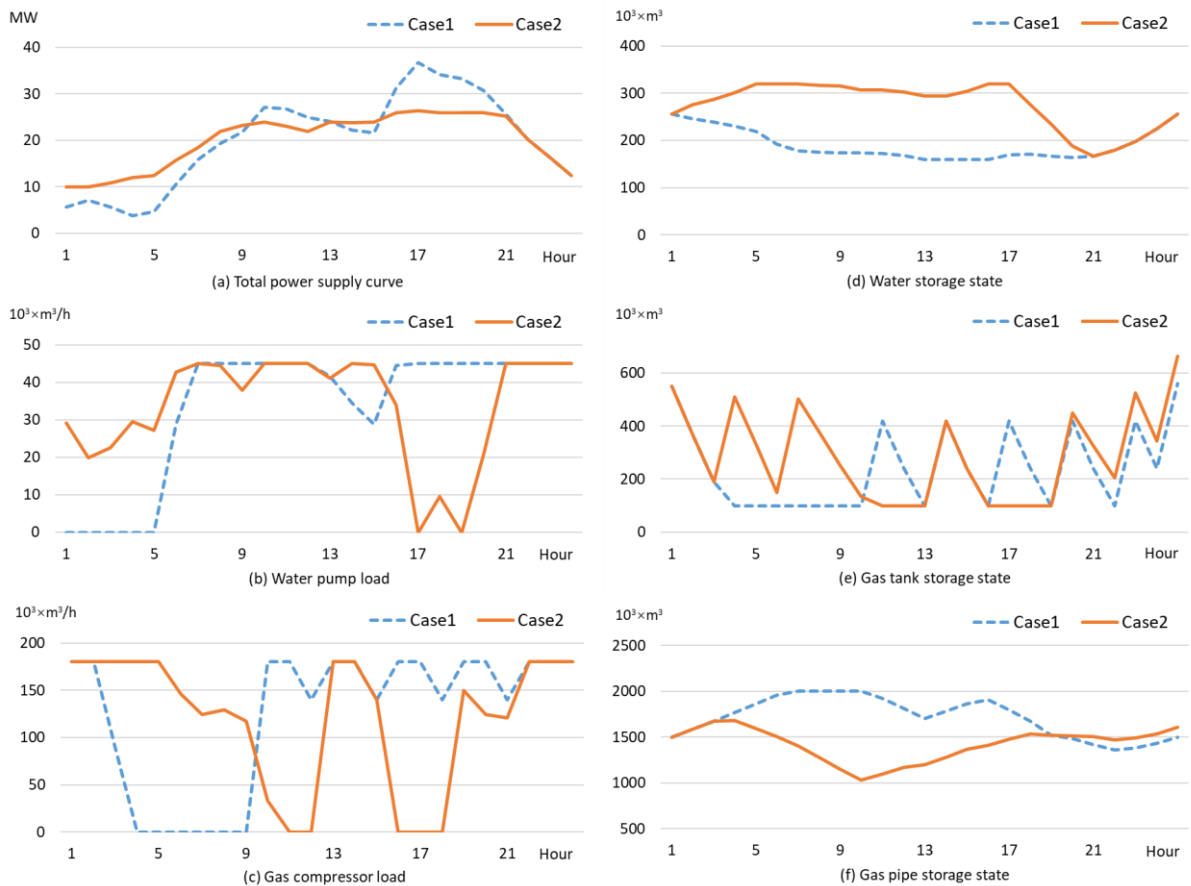 MW
Case1 Case2
40
30
20
10
0
1 5 9 13 17 21 Hour
(a) Total power supply curve
10³×m³/h
Case1 Case2
50
40
30
20
10
0
1 5 9 13 17 21 Hour
(b) Water pump load
10³×m³/h
Case1 Case2
200
150
100
50
0
1 5 9 13 17 21 Hour
(c) Gas compressor load
10³×m³
Case1 Case2
400
300
200
100
0
1 5 9 13 17 21 Hour
(d) Water storage state
10³×m³
Case1 Case2
600
400
200
0
1 5 9 13 17 21 Hour
(e) Gas tank storage state
10³×m³
Case1 Case2
2500
2000
1500
1000
500
1 5 9 13 17 21 Hour
(f) Gas pipe storage state